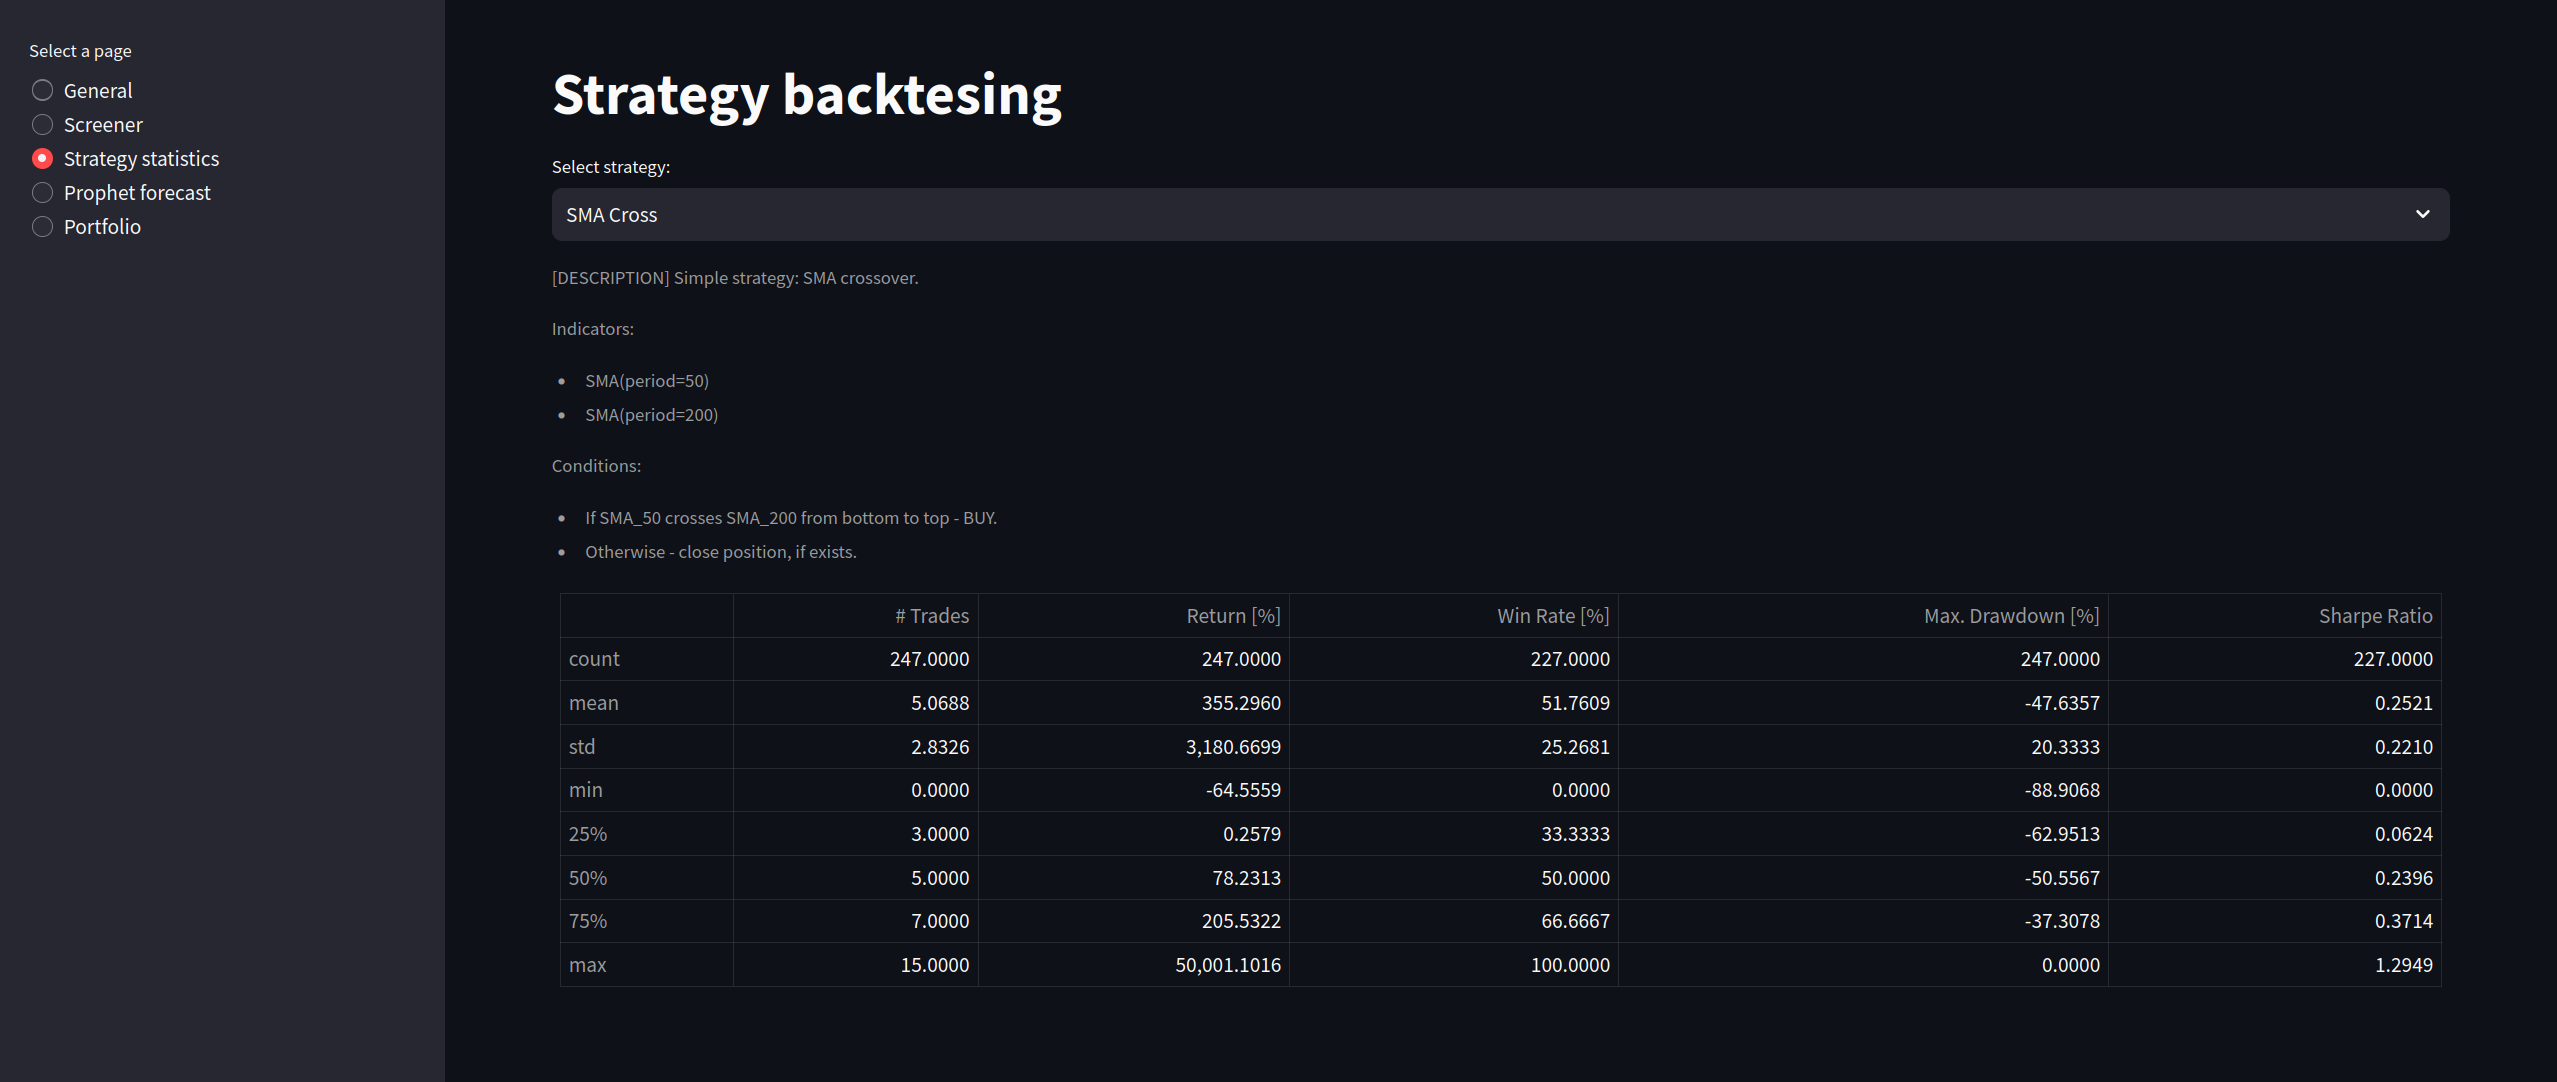 Select a page
General
Screener
Strategy statistics
Prophet forecast
Portfolio
Strategy backtesing
Select strategy:
SMA Cross
[DESCRIPTION] Simple strategy: SMA crossover.
Indicators:
• SMA(period=50)
• SMA(period=200)
Conditions:
• If SMA_50 crosses SMA_200 from bottom to top - BUY.
• Otherwise - close position, if exists.
# Trades Return [%] Win Rate [%] Max. Drawdown [%] Sharpe Ratio
count 247.0000 247.0000 227.0000 247.0000 227.0000
mean 5.0688 355.2960 51.7609 -47.6357 0.2521
std 2.8326 3,180.6699 25.2681 20.3333 0.2210
min 0.0000 -64.5559 0.0000 -88.9068 0.0000
25% 3.0000 0.2579 33.3333 -62.9513 0.0624
50% 5.0000 78.2313 50.0000 -50.5567 0.2396
75% 7.0000 205.5322 66.6667 -37.3078 0.3714
max 15.0000 50,001.1016 100.0000 0.0000 1.2949